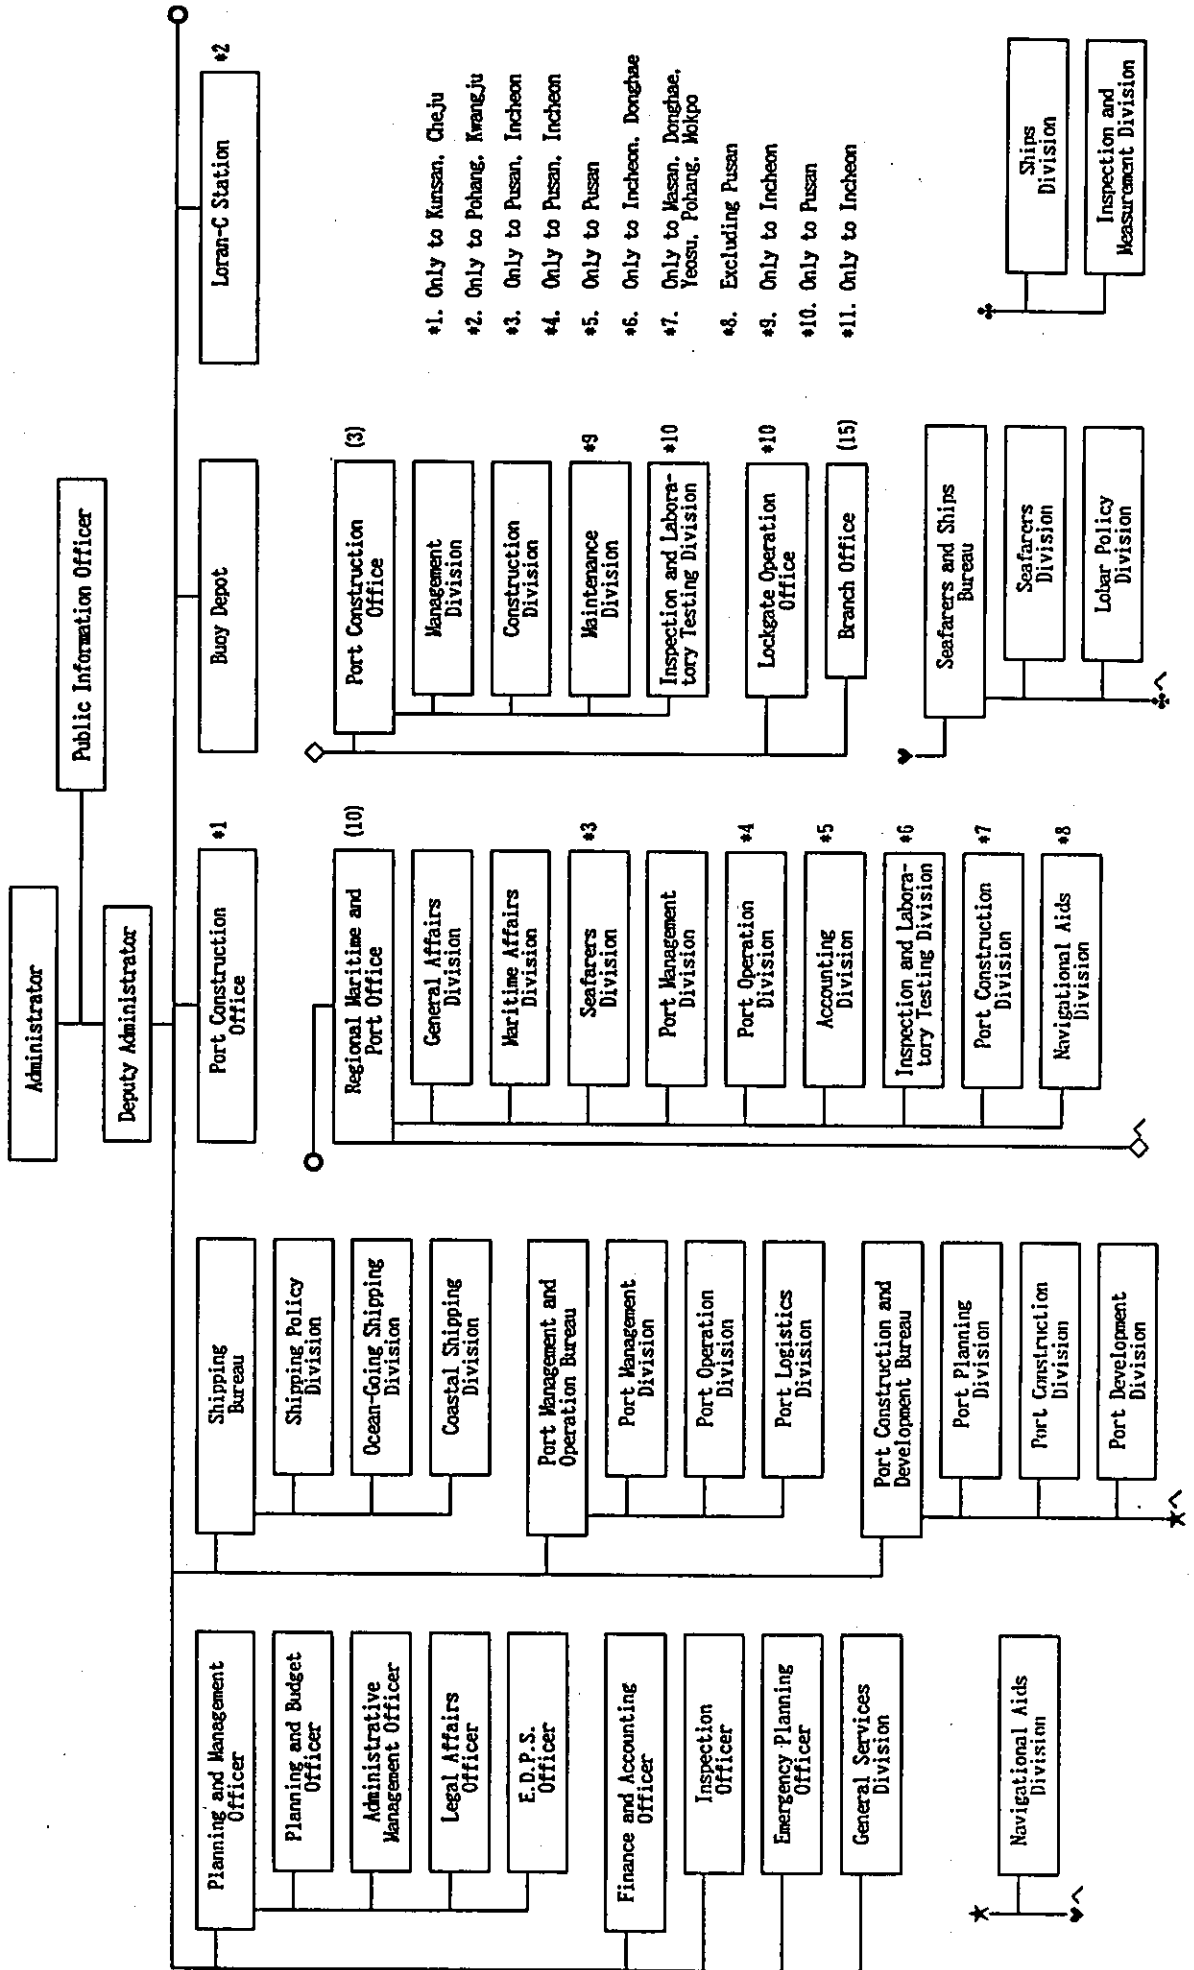 Administrator
Public Information Officer
Deputy Administrator
Planning and Management
Officer
Planning and Budget
Officer
Administrative
Management Officer
Legal Affairs
Officer
E.D.P.S.
Officer
Finance and Accounting
Officer
Inspection
Officer
Emergency Planning
Officer
General Services
Division
Navigational Aids
Division
Shipping
Bureau
Shipping Policy
Division
Ocean-Going Shipping
Division
Coastal Shipping
Division
Port Management and
Operation Bureau
Port Management
Division
Port Operation
Division
Port Logistics
Division
Port Construction and
Development Bureau
Port Planning
Division
Port Construction
Division
Port Development
Division
Port Construction
Office
*1
Regional Maritime and
Port Office
(10)
General Affairs
Division
Maritime Affairs
Division
Seafarers
Division
*3
Port Management
Division
Port Operation
Division
*4
Accounting
Division
*5
Inspection and Labora-
tory Testing Division
*6
Port Construction
Division
*7
Navigational Aids
Division
*8
Buoy Depot
Port Construction
Office
(3)
Management
Division
Construction
Division
Maintenance
Division
*9
Inspection and Labora-
tory Testing Division
*10
Lockgate Operation
Office
*10
Branch Office
(15)
Seafarers and Ships
Bureau
Seafarers
Division
Lobar Policy
Division
Loran-C Station
*2
*1. Only to Kunsan, Cheju
*2. Only to Pohang, Kwangju
*3. Only to Pusan, Incheon
*4. Only to Pusan, Incheon
*5. Only to Pusan
*6. Only to Incheon, Donghae
*7. Only to Masan, Donghae,
Yeosu, Pohang, Mokpo
*8. Excluding Pusan
*9. Only to Incheon
*10. Only to Pusan
*11. Only to Incheon
Ships
Division
Inspection and
Measurement Division